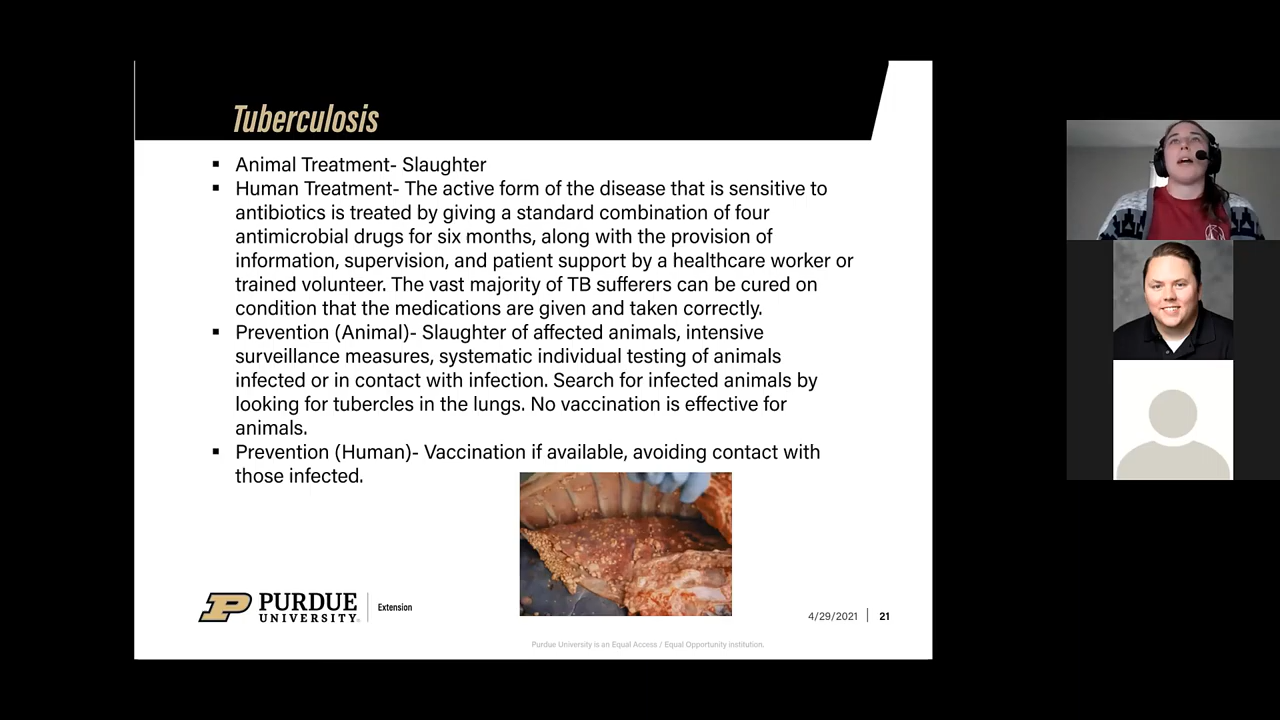 Tuberculosis
▪ Animal Treatment- Slaughter
▪ Human Treatment- The active form of the disease that is sensitive to
antibiotics is treated by giving a standard combination of four
antimicrobial drugs for six months, along with the provision of
information, supervision, and patient support by a healthcare worker or
trained volunteer. The vast majority of TB sufferers can be cured on
condition that the medications are given and taken correctly.
▪ Prevention (Animal)- Slaughter of affected animals, intensive
surveillance measures, systematic individual testing of animals
infected or in contact with infection. Search for infected animals by
looking for tubercles in the lungs. No vaccination is effective for
animals.
▪ Prevention (Human)- Vaccination if available, avoiding contact with
those infected.
P PURDUE
UNIVERSITY®
Extension
4/29/2021 | 21
Purdue University is an Equal Access / Equal Opportunity institution.